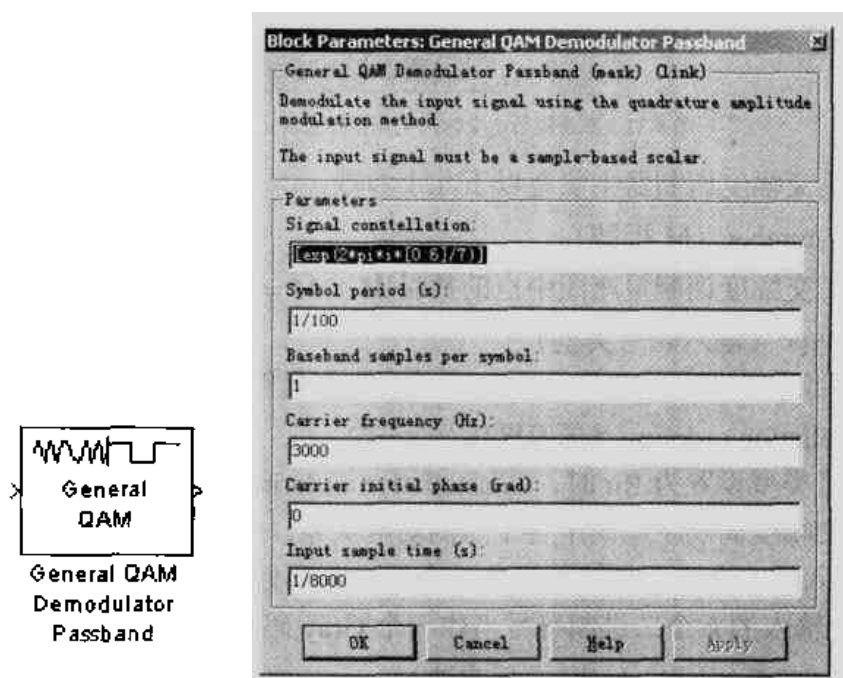 Block Parameters: General QAM Demodulator Passband
General QAM Demodulator Passband (mask) (link)
Demodulate the input signal using the quadrature amplitude
modulation method.
The input signal must be a sample-based scalar.
Parameters
Signal constellation:
[exp(2*pi*i*[0 6]/7)]
Symbol period (s):
1/100
Baseband samples per symbol:
1
Carrier frequency (Hz):
3000
Carrier initial phase (rad):
0
Input sample time (s):
1/8000
OK Cancel Help Apply
General
QAM
General QAM
Demodulator
Passband